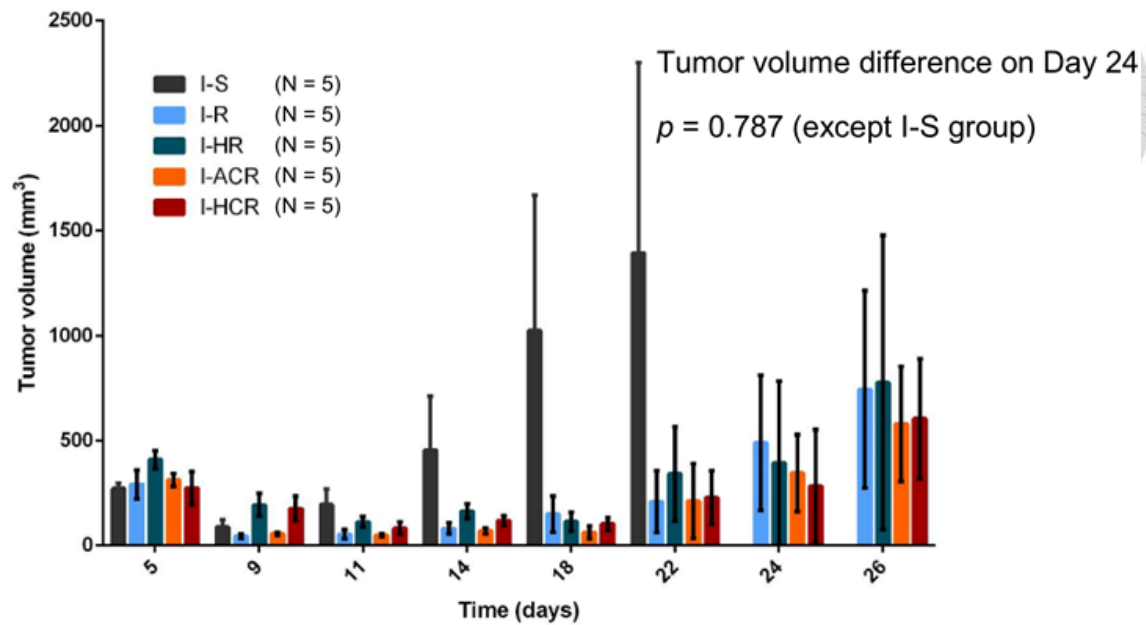 2500
2000
1500
1000
500
0
Tumor volume (mm³)
I-S (N = 5)
I-R (N = 5)
I-HR (N = 5)
I-ACR (N = 5)
I-HCR (N = 5)
Tumor volume difference on Day 24
p = 0.787 (except I-S group)
5 9 11 14 18 22 24 26
Time (days)